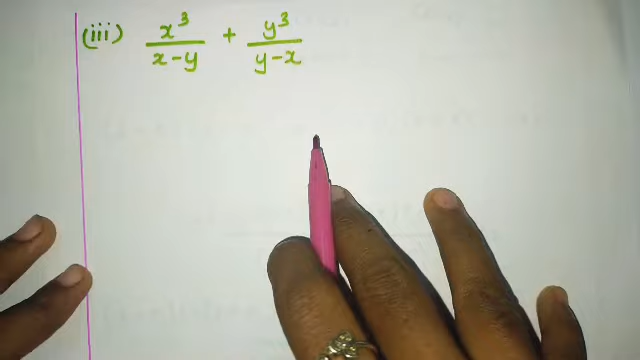 (iii) x³/(x-y) + y³/(y-x)